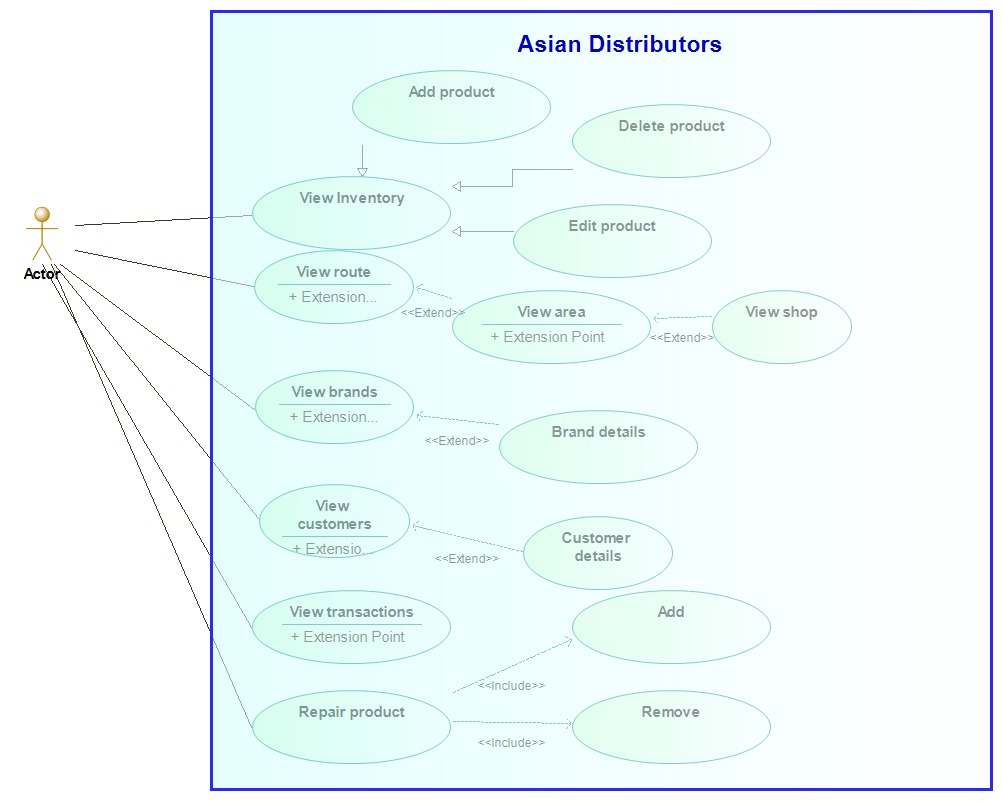 Asian Distributors
Add product
Delete product
View Inventory
Edit product
Actor
View route
+ Extension...
<<Extend>>
View area
+ Extension Point
<<Extend>>
View shop
View brands
+ Extension...
<<Extend>>
Brand details
View
customers
+ Extensio...
<<Extend>>
Customer
details
View transactions
+ Extension Point
Add
<<Include>>
Repair product
Remove
<<Include>>